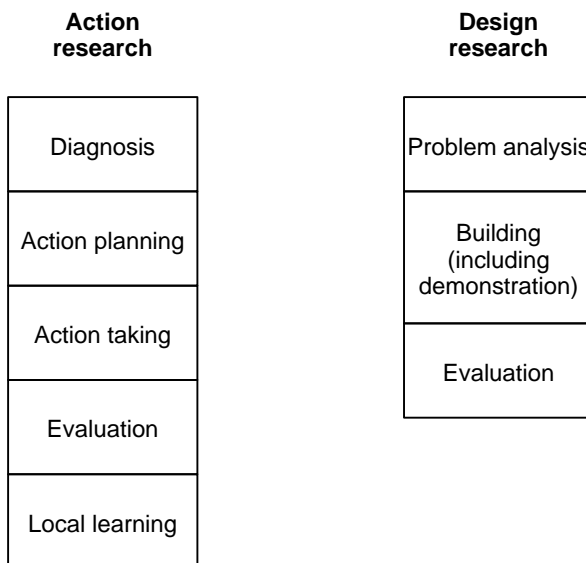 Action
research
Diagnosis
Action planning
Action taking
Evaluation
Local learning
Design
research
Problem analysis
Building
(including
demonstration)
Evaluation